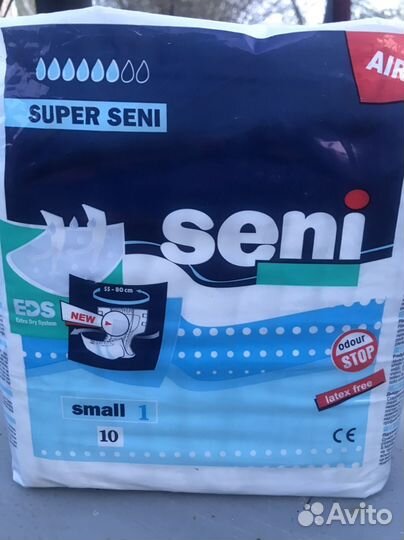 AIR
SUPER SENI
seni
55 - 80 cm
EDS
Extra Dry System
NEW
odour
STOP
latex free
small 1
10
CE
Avito